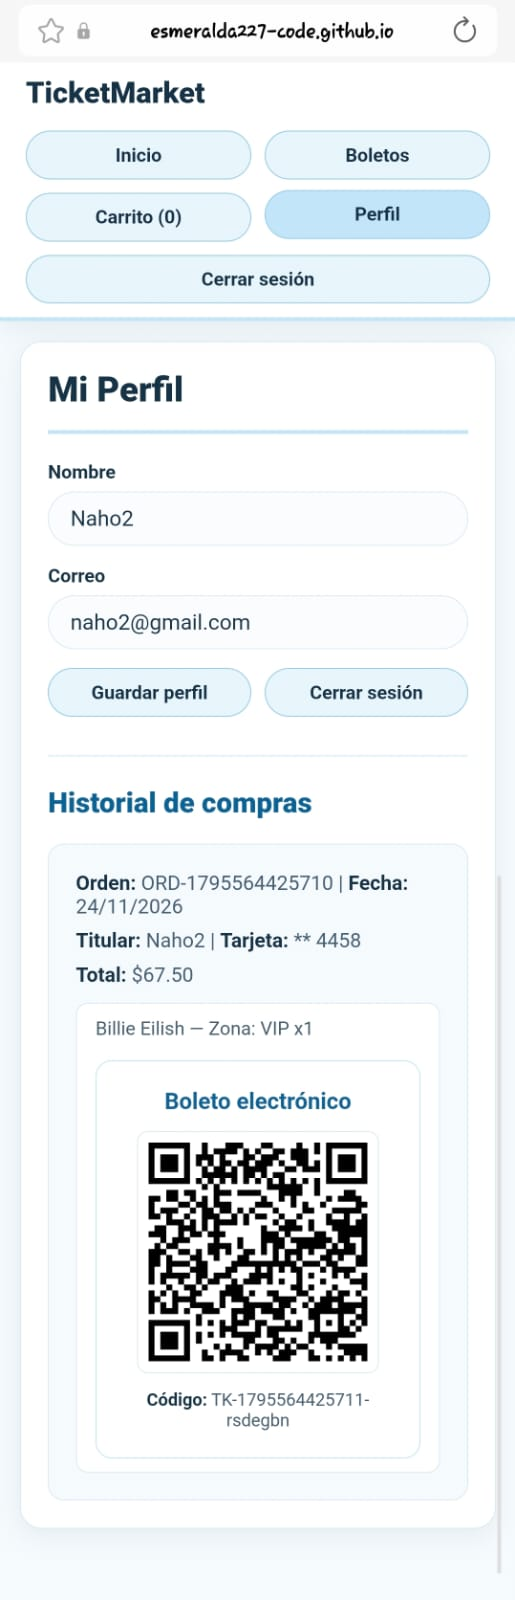 esmeralda227-code.github.io
TicketMarket
Inicio
Boletos
Carrito (0)
Perfil
Cerrar sesión
Mi Perfil
Nombre
Naho2
Correo
naho2@gmail.com
Guardar perfil
Cerrar sesión
Historial de compras
Orden: ORD-1795564425710 | Fecha:
24/11/2026
Titular: Naho2 | Tarjeta: ** 4458
Total: $67.50
Billie Eilish — Zona: VIP x1
Boleto electrónico
Código: TK-1795564425711-
rsdegbn